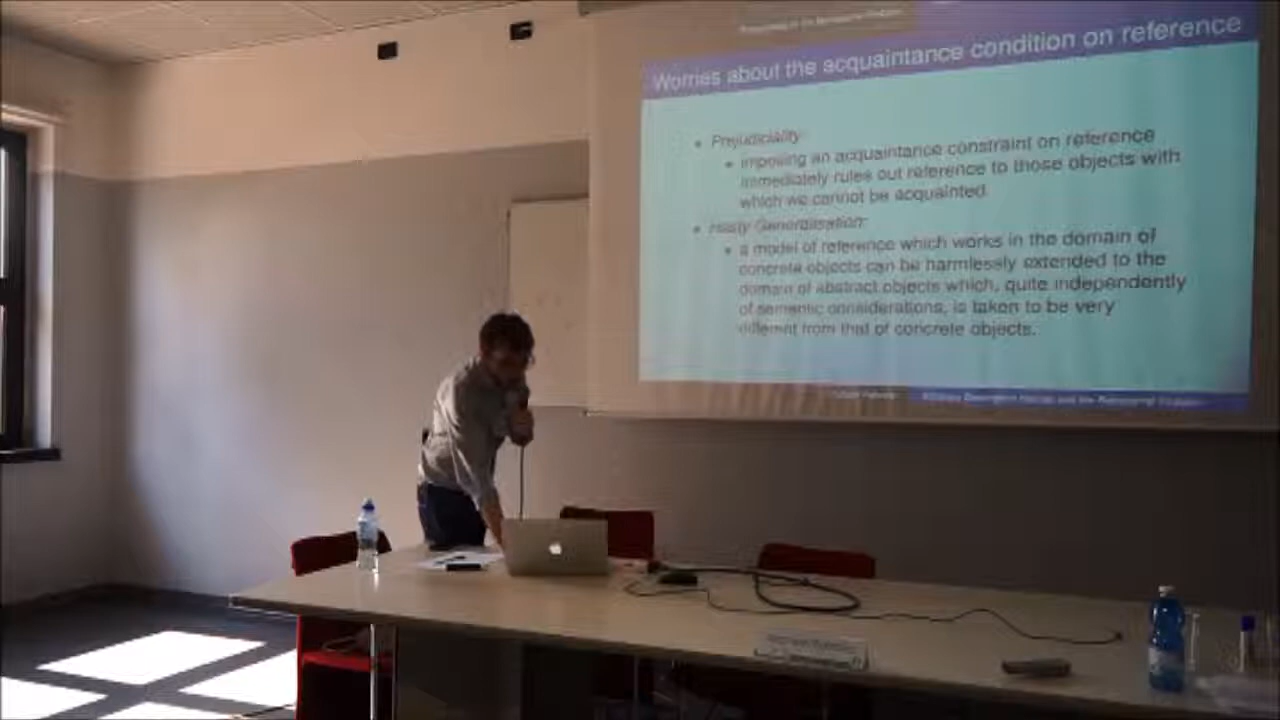 Worries about the acquaintance condition on reference
Prejudiciality:
imposing an acquaintance constraint on reference
immediately rules out reference to those objects with
which we cannot be acquainted.
Hasty Generalisation:
a model of reference which works in the domain of
concrete objects can be harmlessly extended to the
domain of abstract objects which, quite independently
of semantic considerations, is taken to be very
different from that of concrete objects.